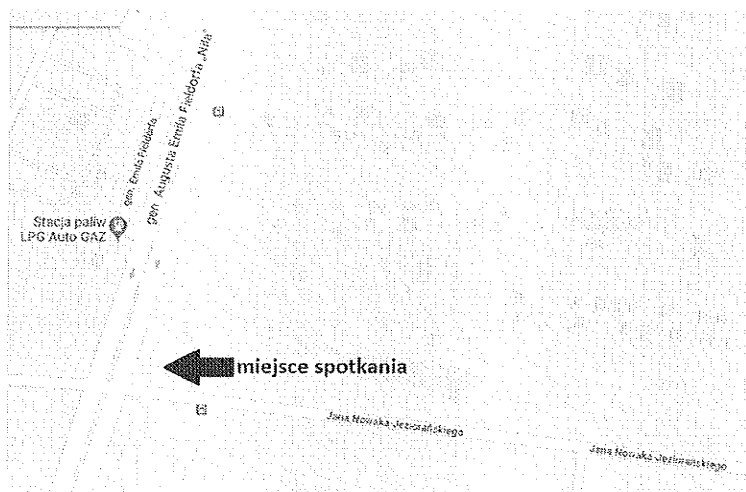 gen. Augusta Emila Fieldorfa „Nila"
gen. Emila Fieldorfa
Stacja paliw
LPG Auto GAZ
miejsce spotkania
Jana Nowaka-Jeziorańskiego
Jana Nowaka-Jeziorańskiego